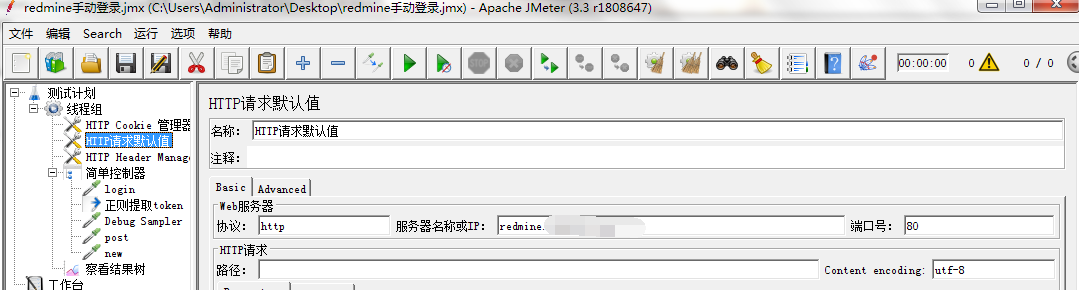 redmine手动登录.jmx (C:\Users\Administrator\Desktop\redmine手动登录.jmx) - Apache JMeter (3.3 r1808647)
文件 编辑 Search 运行 选项 帮助
STOP 00:00:00 0 0 / 0
测试计划
线程组
HTTP Cookie 管理器
HTTP请求默认值
HTTP Header Manag
简单控制器
login
正则提取token
Debug Sampler
post
new
察看结果树
工作台
HTTP请求默认值
名称: HTTP请求默认值
注释:
Basic Advanced
Web服务器
协议: http 服务器名称或IP: redmine. 端口号: 80
HTTP请求
路径: Content encoding: utf-8